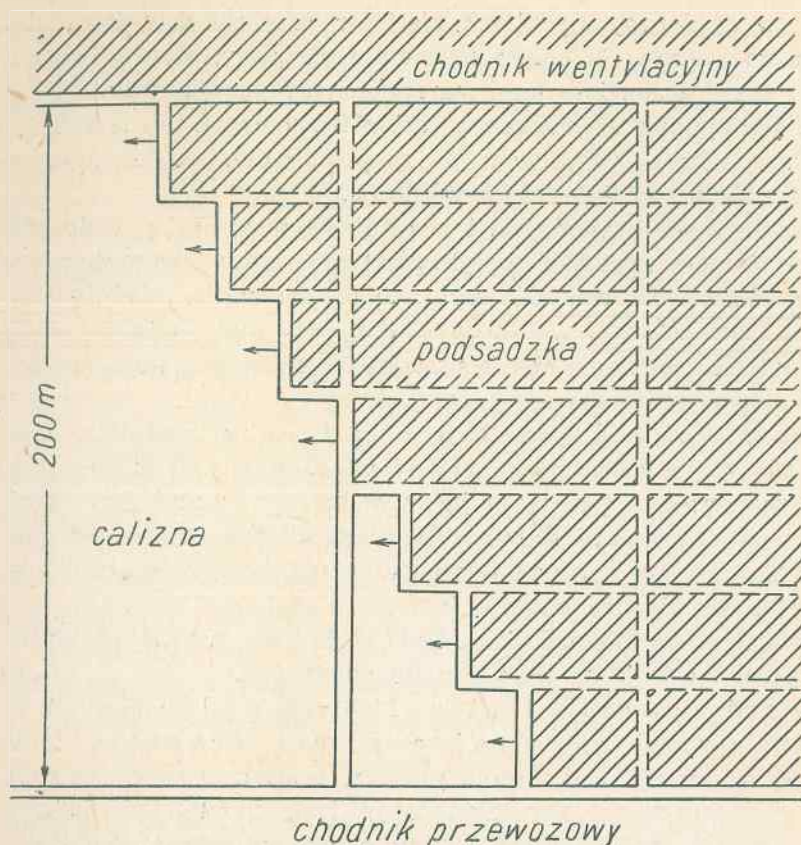 chodnik wentylacyjny
podsadzka
200 m
calizna
chodnik przewozowy